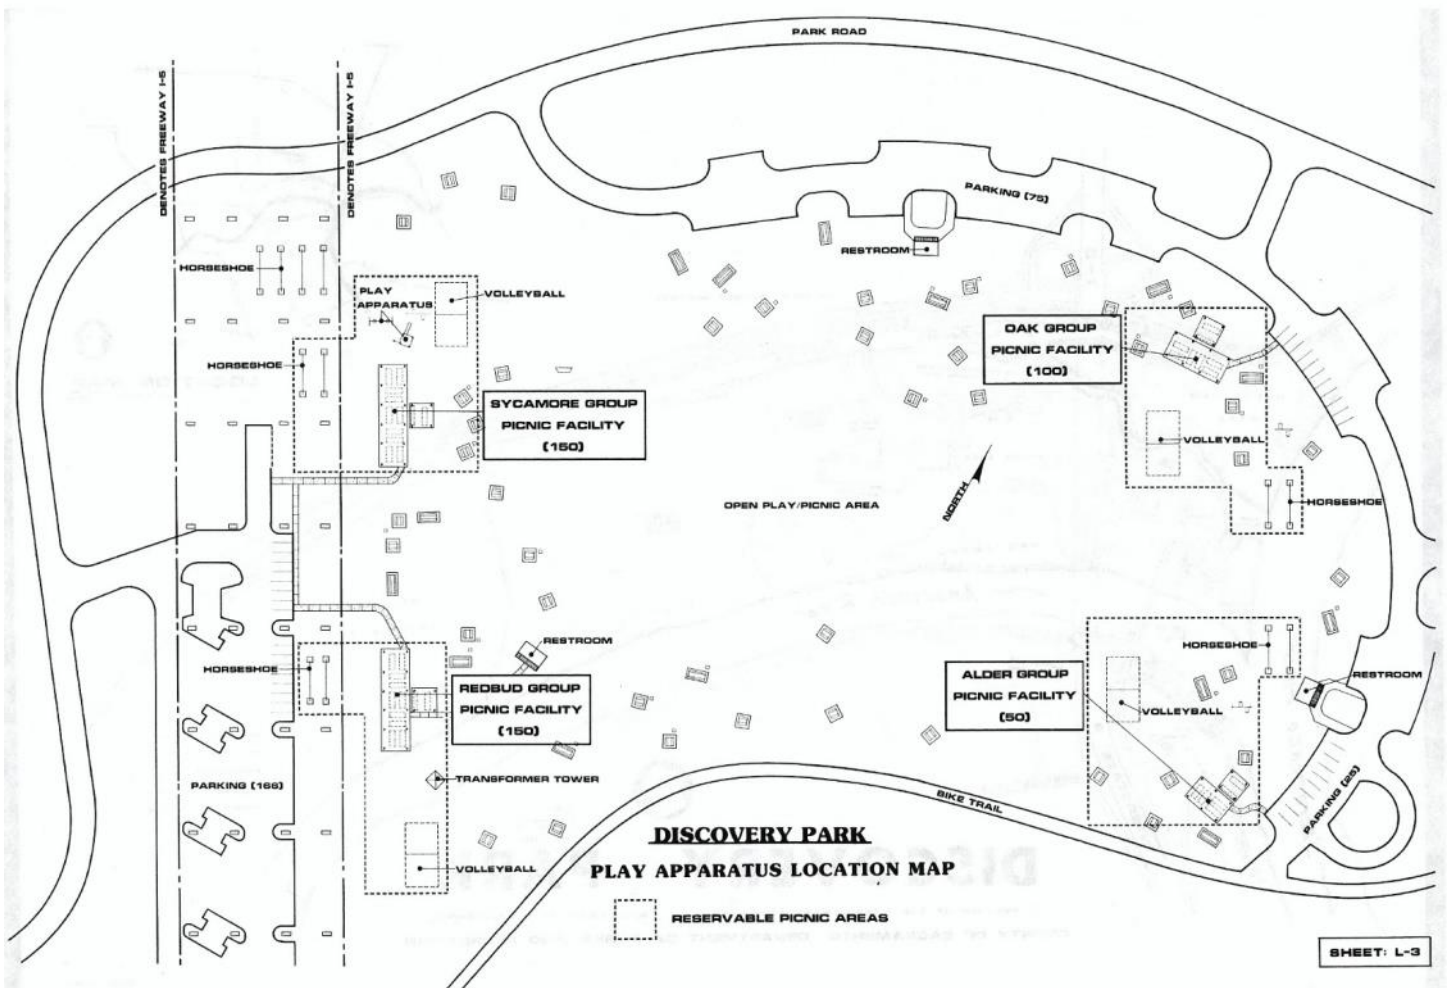 PARK ROAD
DENOTES FREEWAY I-5
DENOTES FREEWAY I-5
PARKING (75)
RESTROOM
HORSESHOE
PLAY
APPARATUS
VOLLEYBALL
HORSESHOE
OAK GROUP
PICNIC FACILITY
(100)
SYCAMORE GROUP
PICNIC FACILITY
(150)
VOLLEYBALL
NORTH
OPEN PLAY/PICNIC AREA
HORSESHOE
RESTROOM
HORSESHOE
HORSESHOE
REDBUD GROUP
PICNIC FACILITY
(150)
ALDER GROUP
PICNIC FACILITY
(50)
RESTROOM
VOLLEYBALL
TRANSFORMER TOWER
PARKING (166)
BIKE TRAIL
PARKING (25)
DISCOVERY PARK
PLAY APPARATUS LOCATION MAP
VOLLEYBALL
RESERVABLE PICNIC AREAS
SHEET: L-3